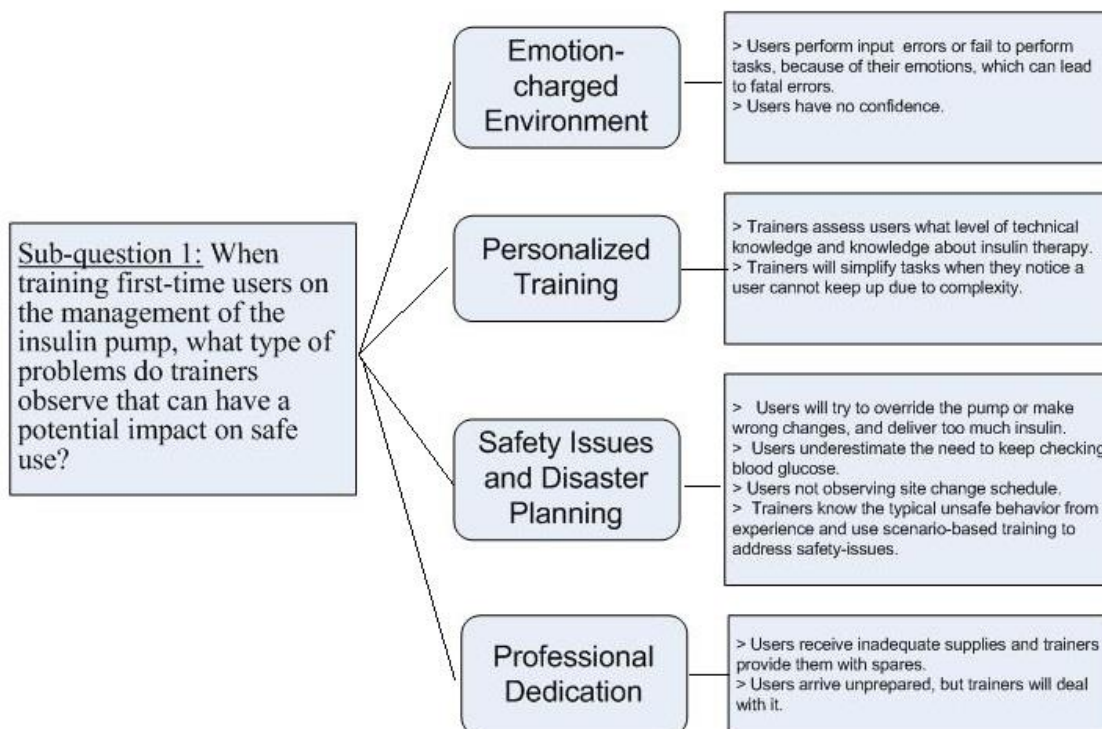 Sub-question 1: When
training first-time users on
the management of the
insulin pump, what type of
problems do trainers
observe that can have a
potential impact on safe
use?
Emotion-
charged
Environment
> Users perform input errors or fail to perform
tasks, because of their emotions, which can lead
to fatal errors.
> Users have no confidence.
Personalized
Training
> Trainers assess users what level of technical
knowledge and knowledge about insulin therapy.
> Trainers will simplify tasks when they notice a
user cannot keep up due to complexity.
Safety Issues
and Disaster
Planning
> Users will try to override the pump or make
wrong changes, and deliver too much insulin.
> Users underestimate the need to keep checking
blood glucose.
> Users not observing site change schedule.
> Trainers know the typical unsafe behavior from
experience and use scenario-based training to
address safety-issues.
Professional
Dedication
> Users receive inadequate supplies and trainers
provide them with spares.
> Users arrive unprepared, but trainers will deal
with it.